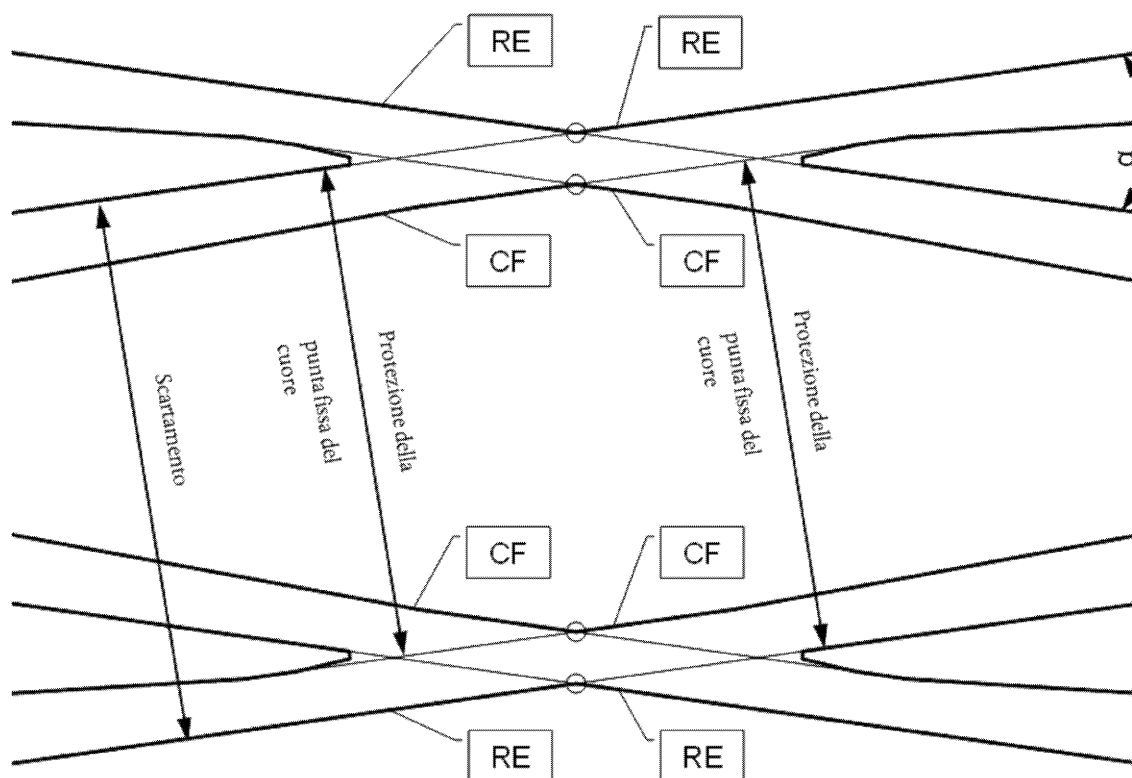 RE
RE
CF
CF
Scartamento
Protezione della
punta fissa del
cuore
Protezione della
punta fissa del
cuore
CF
CF
RE
RE